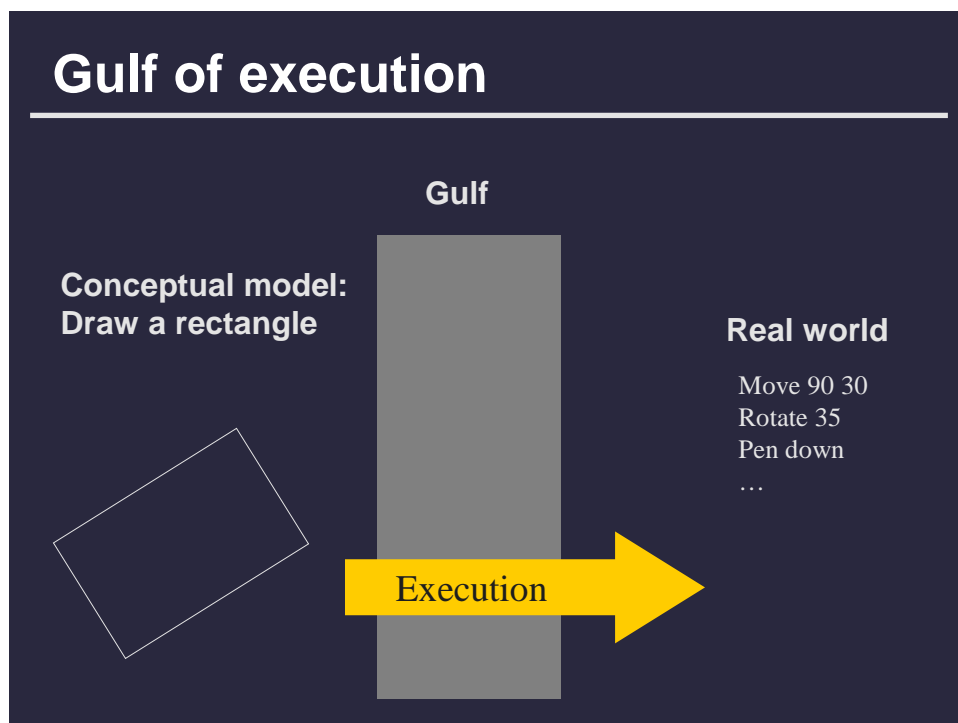 Gulf of execution
Gulf
Conceptual model:
Draw a rectangle
Real world
Move 90 30
Rotate 35
Pen down
…
Execution